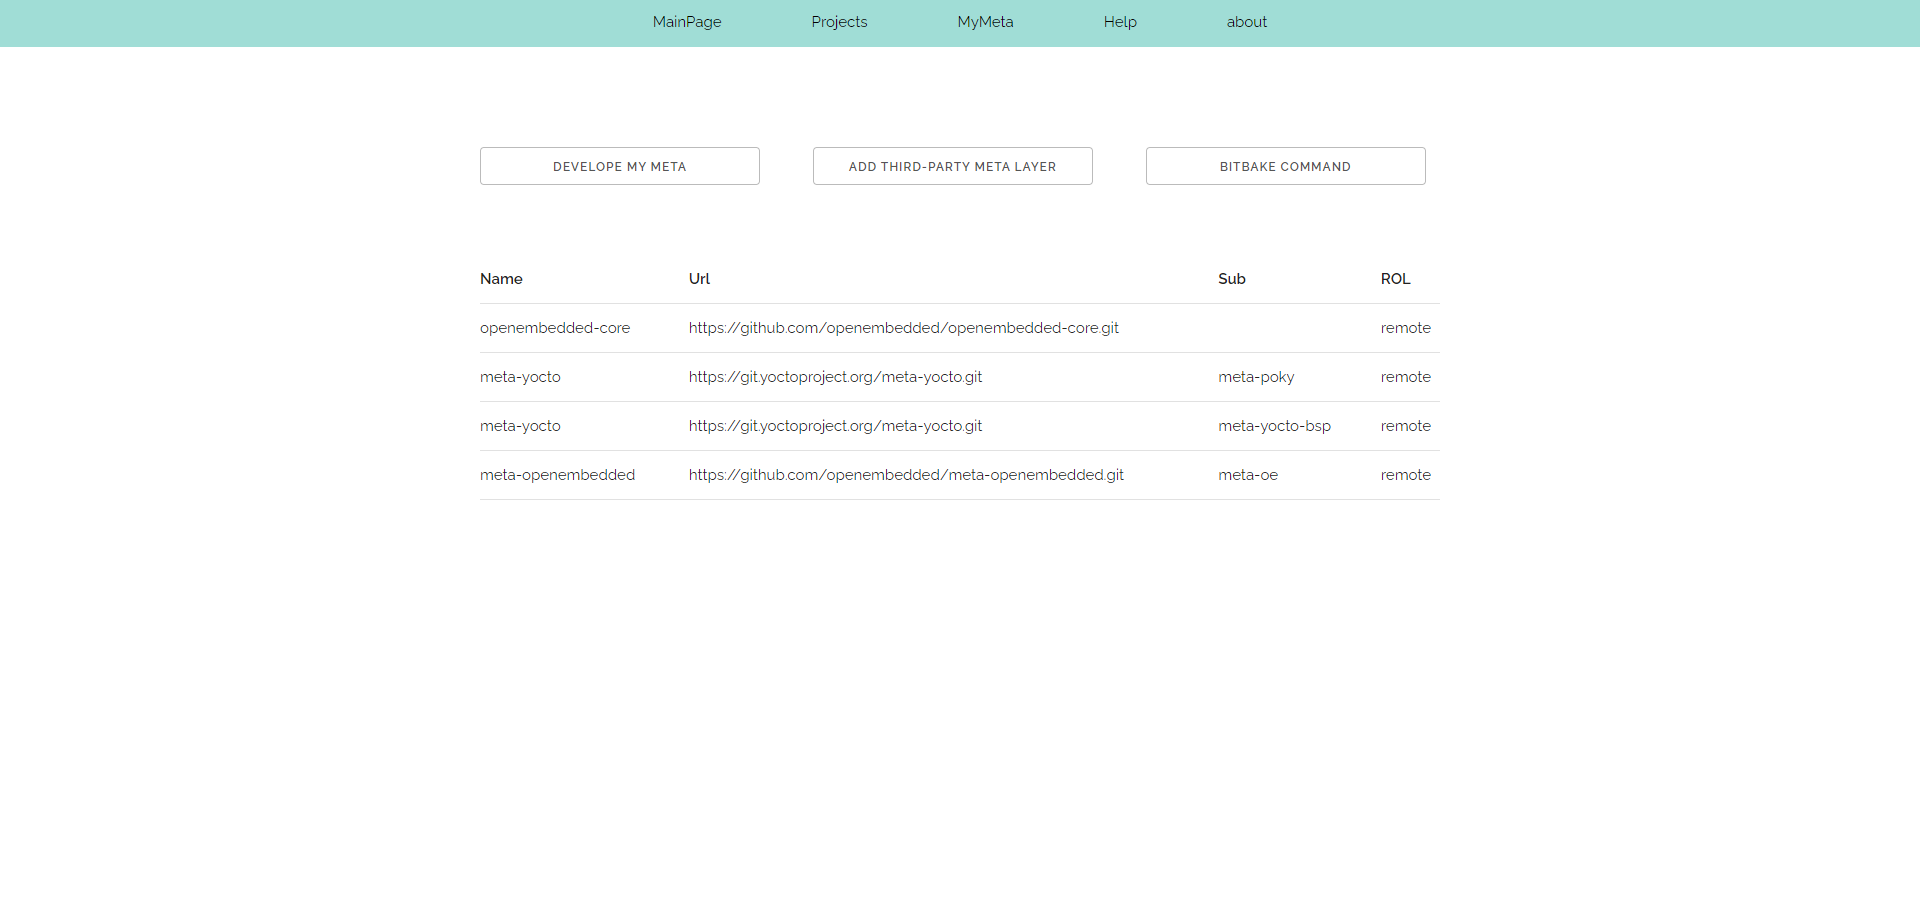 MainPage Projects MyMeta Help about
DEVELOPE MY META ADD THIRD-PARTY META LAYER BITBAKE COMMAND
Name Url Sub ROL
openembedded-core https://github.com/openembedded/openembedded-core.git remote
meta-yocto https://git.yoctoproject.org/meta-yocto.git meta-poky remote
meta-yocto https://git.yoctoproject.org/meta-yocto.git meta-yocto-bsp remote
meta-openembedded https://github.com/openembedded/meta-openembedded.git meta-oe remote